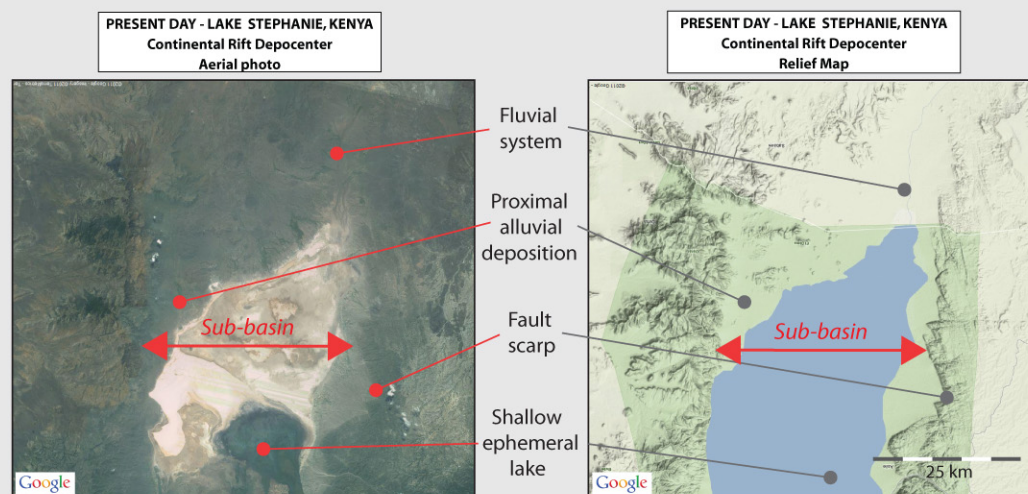 PRESENT DAY - LAKE STEPHANIE, KENYA
Continental Rift Depocenter
Aerial photo
PRESENT DAY - LAKE STEPHANIE, KENYA
Continental Rift Depocenter
Relief Map
Fluvial
system
Proximal
alluvial
deposition
Sub-basin
Sub-basin
Fault
scarp
Shallow
ephemeral
lake
25 km
Google
Google